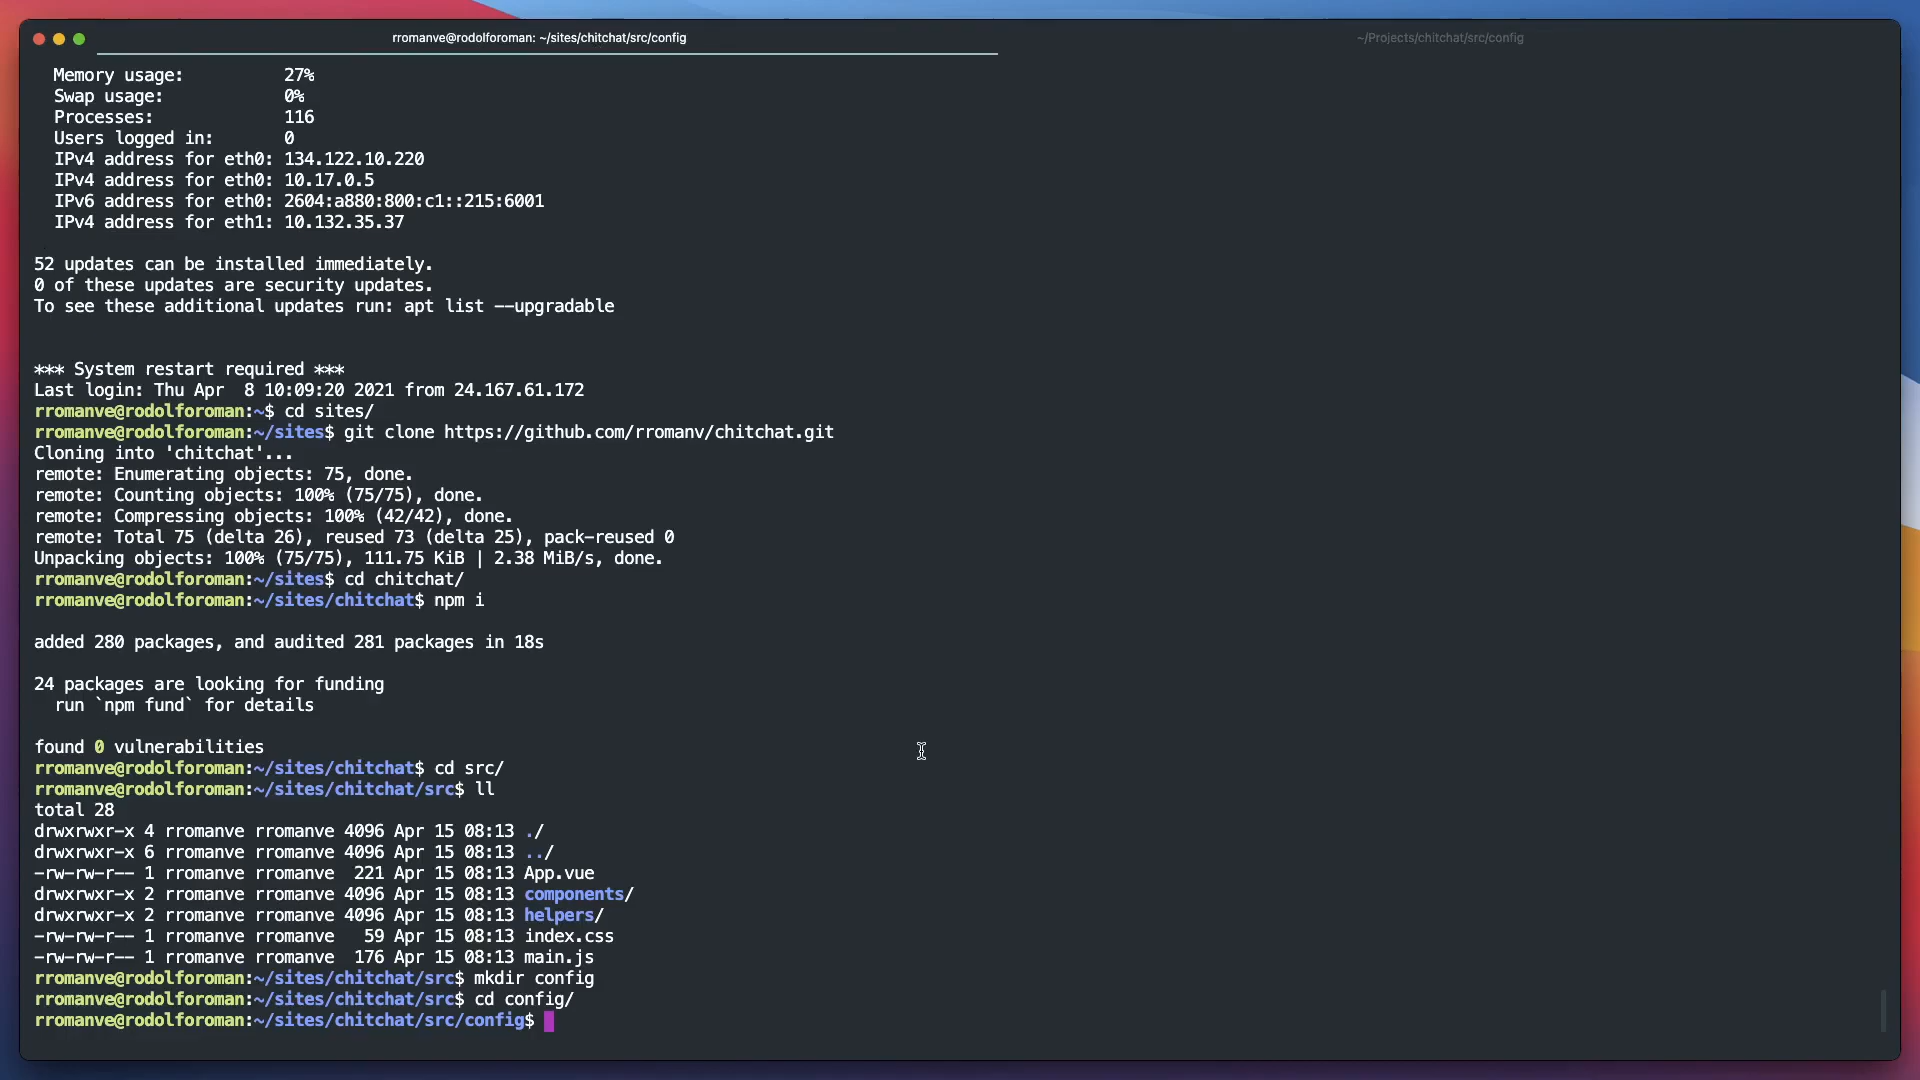 rromanve@rodolforoman: ~/sites/chitchat/src/config
~/Projects/chitchat/src/config
Memory usage: 27%
Swap usage: 0%
Processes: 116
Users logged in: 0
IPv4 address for eth0: 134.122.10.220
IPv4 address for eth0: 10.17.0.5
IPv6 address for eth0: 2604:a880:800:c1::215:6001
IPv4 address for eth1: 10.132.35.37
52 updates can be installed immediately.
0 of these updates are security updates.
To see these additional updates run: apt list --upgradable
*** System restart required ***
Last login: Thu Apr  8 10:09:20 2021 from 24.167.61.172
rromanve@rodolforoman:~$ cd sites/
rromanve@rodolforoman:~/sites$ git clone https://github.com/rromanv/chitchat.git
Cloning into 'chitchat'...
remote: Enumerating objects: 75, done.
remote: Counting objects: 100% (75/75), done.
remote: Compressing objects: 100% (42/42), done.
remote: Total 75 (delta 26), reused 73 (delta 25), pack-reused 0
Unpacking objects: 100% (75/75), 111.75 KiB | 2.38 MiB/s, done.
rromanve@rodolforoman:~/sites$ cd chitchat/
rromanve@rodolforoman:~/sites/chitchat$ npm i
added 280 packages, and audited 281 packages in 18s
24 packages are looking for funding
run `npm fund` for details
found 0 vulnerabilities
rromanve@rodolforoman:~/sites/chitchat$ cd src/
rromanve@rodolforoman:~/sites/chitchat/src$ ll
total 28
drwxrwxr-x 4 rromanve rromanve 4096 Apr 15 08:13 ./
drwxrwxr-x 6 rromanve rromanve 4096 Apr 15 08:13 ../
-rw-rw-r-- 1 rromanve rromanve  221 Apr 15 08:13 App.vue
drwxrwxr-x 2 rromanve rromanve 4096 Apr 15 08:13 components/
drwxrwxr-x 2 rromanve rromanve 4096 Apr 15 08:13 helpers/
-rw-rw-r-- 1 rromanve rromanve   59 Apr 15 08:13 index.css
-rw-rw-r-- 1 rromanve rromanve  176 Apr 15 08:13 main.js
rromanve@rodolforoman:~/sites/chitchat/src$ mkdir config
rromanve@rodolforoman:~/sites/chitchat/src$ cd config/
rromanve@rodolforoman:~/sites/chitchat/src/config$